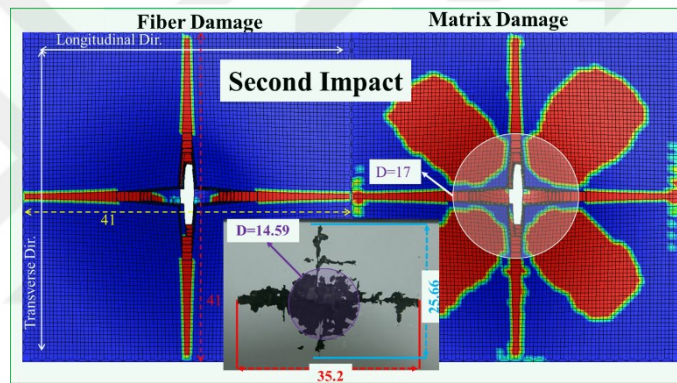 Fiber Damage
Matrix Damage
Longitudinal Dir.
Second Impact
D=17
41
D=14.59
Transverse Dir.
41
25.66
35.2